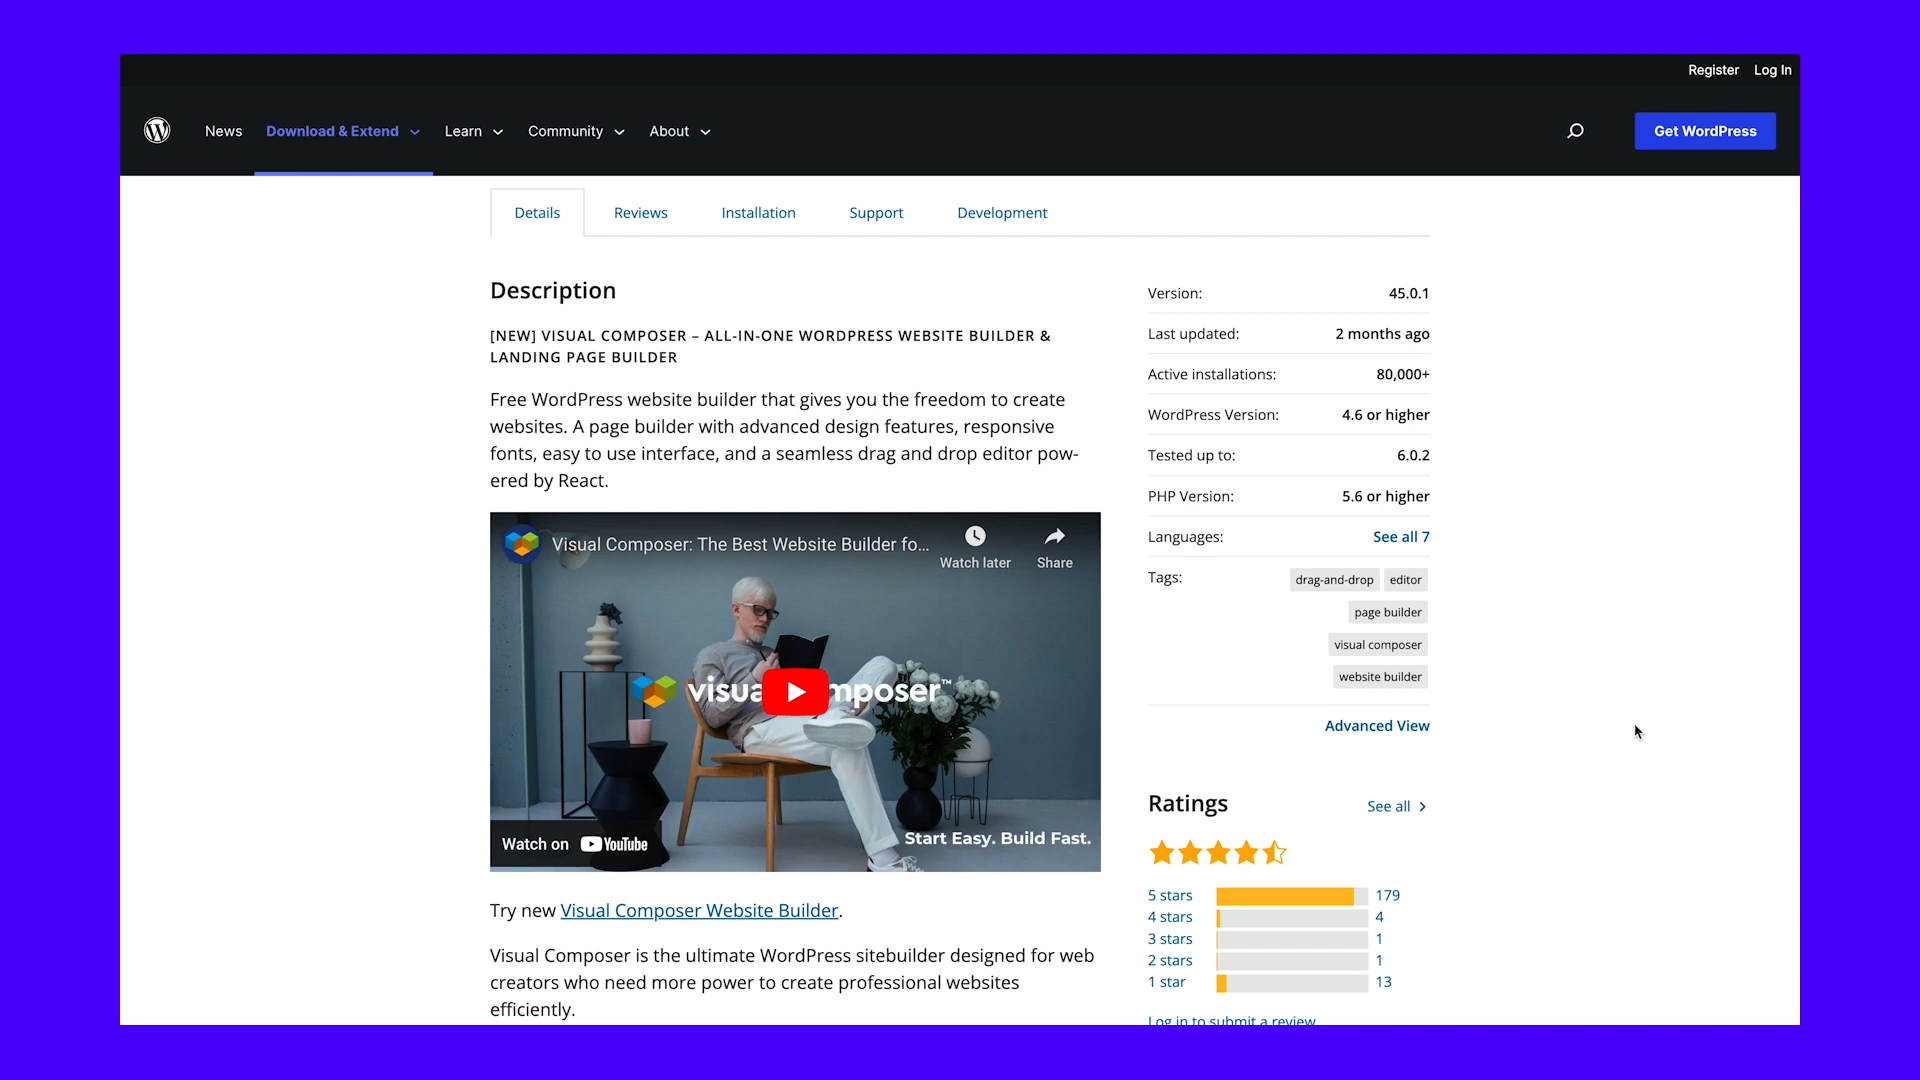 Register Log In
News Download & Extend Learn Community About Get WordPress
Details Reviews Installation Support Development
Description
[NEW] VISUAL COMPOSER – ALL-IN-ONE WORDPRESS WEBSITE BUILDER &
LANDING PAGE BUILDER
Free WordPress website builder that gives you the freedom to create
websites. A page builder with advanced design features, responsive
fonts, easy to use interface, and a seamless drag and drop editor pow-
ered by React.
Visual Composer: The Best Website Builder fo...
Watch later
Share
visua mposer™
Start Easy. Build Fast.
Watch on YouTube
Try new Visual Composer Website Builder.
Visual Composer is the ultimate WordPress sitebuilder designed for web
creators who need more power to create professional websites
efficiently.
Version: 45.0.1
Last updated: 2 months ago
Active installations: 80,000+
WordPress Version: 4.6 or higher
Tested up to: 6.0.2
PHP Version: 5.6 or higher
Languages: See all 7
Tags: drag-and-drop editor
page builder
visual composer
website builder
Advanced View
Ratings See all
5 stars 179
4 stars 4
3 stars 1
2 stars 1
1 star 13
Log in to submit a review